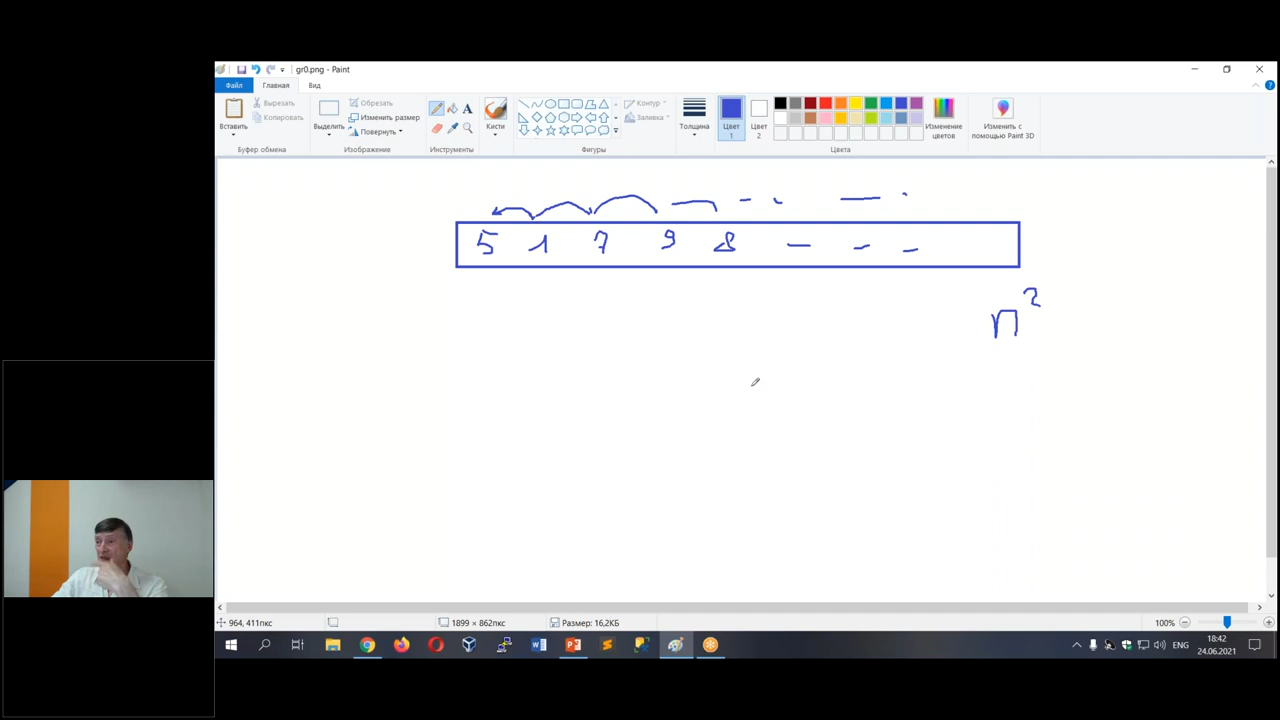 gr0.png - Paint
Файл Главная Вид
Вставить
Вырезать
Копировать
Буфер обмена
Выделить
Обрезать
Изменить размер
Повернуть
Изображение
A
Инструменты
Кисти
Контур
Заливка
Фигуры
Толщина
Цвет 1
Цвет 2
Изменение цветов
Цвета
Изменить с помощью Paint 3D
5 1 7 9 8 - - -
n²
964, 411пкс 1899 × 862пкс Размер: 16,2КБ 100%
ENG 18:42
24.06.2021